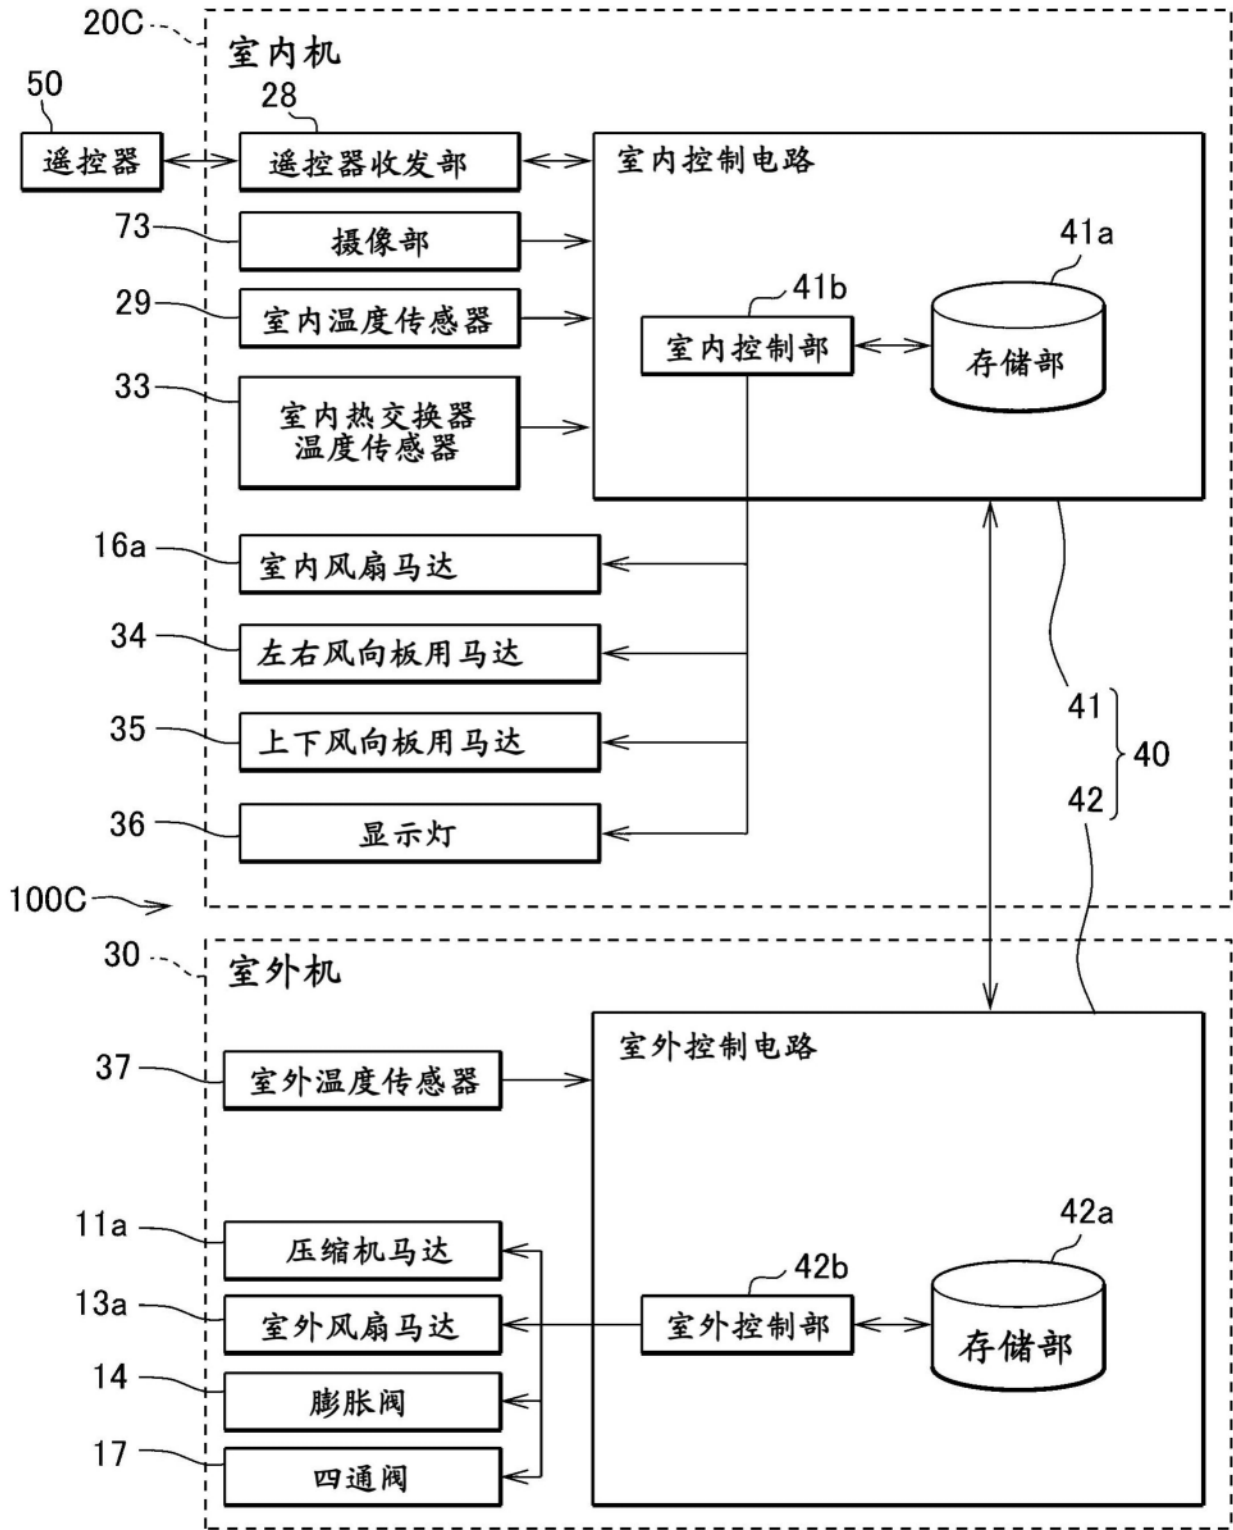 20C
室内机
50
28
遥控器
遥控器收发部
室内控制电路
73
摄像部
41a
29
室内温度传感器
41b
室内控制部
存储部
33
室内热交换器
温度传感器
16a
室内风扇马达
34
左右风向板用马达
41
35
上下风向板用马达
40
42
36
显示灯
100C
30
室外机
室外控制电路
37
室外温度传感器
11a
压缩机马达
42a
42b
13a
室外风扇马达
室外控制部
存储部
14
膨胀阀
17
四通阀